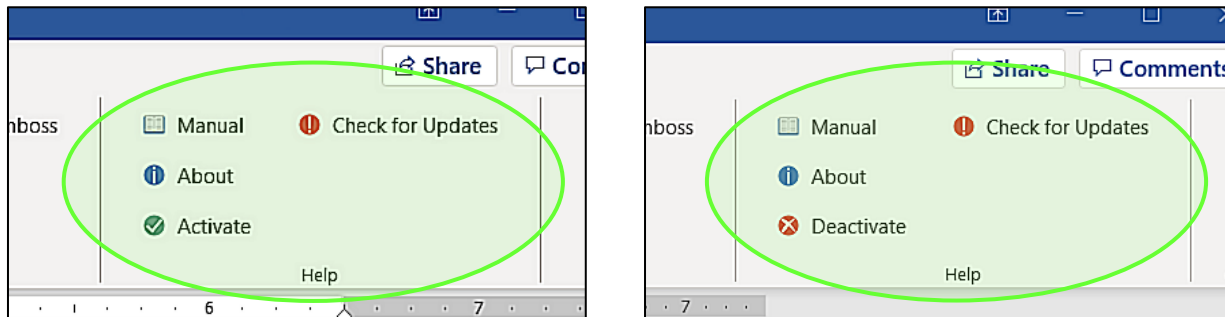 Share
nboss Manual Check for Updates
About
Activate
Help
6 7
Share Comments
nboss Manual Check for Updates
About
Deactivate
Help
7